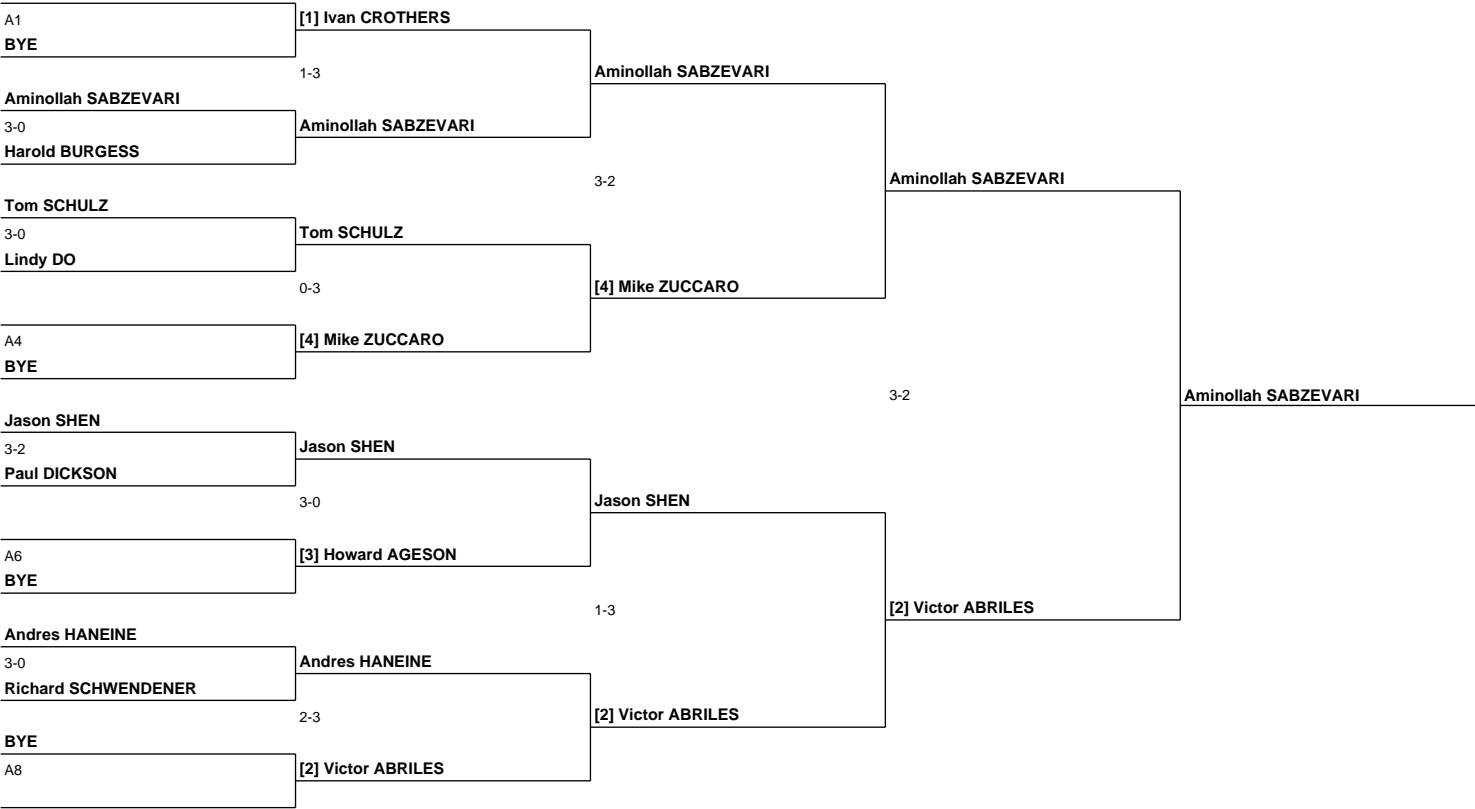 A1
BYE
[1] Ivan CROTHERS
1-3
Aminollah SABZEVARI
Aminollah SABZEVARI
3-0
Harold BURGESS
Aminollah SABZEVARI
3-2
Aminollah SABZEVARI
Tom SCHULZ
3-0
Lindy DO
Tom SCHULZ
0-3
[4] Mike ZUCCARO
A4
BYE
[4] Mike ZUCCARO
3-2
Aminollah SABZEVARI
Jason SHEN
3-2
Paul DICKSON
Jason SHEN
3-0
Jason SHEN
A6
BYE
[3] Howard AGESON
1-3
[2] Victor ABRILES
Andres HANEINE
3-0
Richard SCHWENDENER
Andres HANEINE
2-3
[2] Victor ABRILES
BYE
A8
[2] Victor ABRILES